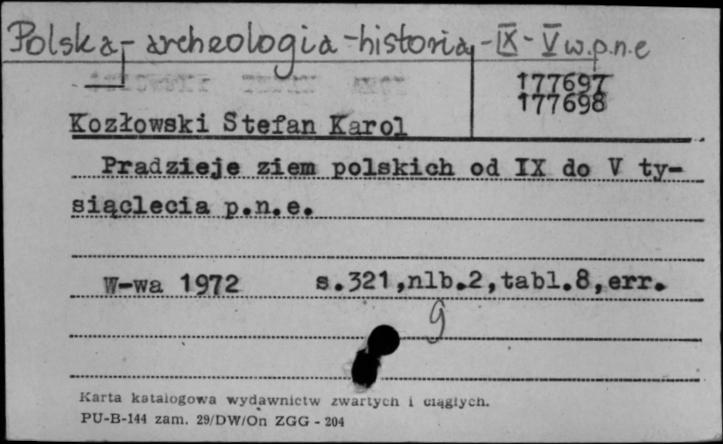 Polska - archeologia - historia - IX - V w.p.n.e
177697
177698
Kozłowski Stefan Karol
Pradzieje ziem polskich od IX do V ty-
siąclecia p.n.e.
W-wa 1972 s.321,nlb.2,tabl.8,err.
g
Karta katalogowa wydawnictw zwartych i ciągłych.
PU-B-144 zam. 29/DW/On ZGG - 204